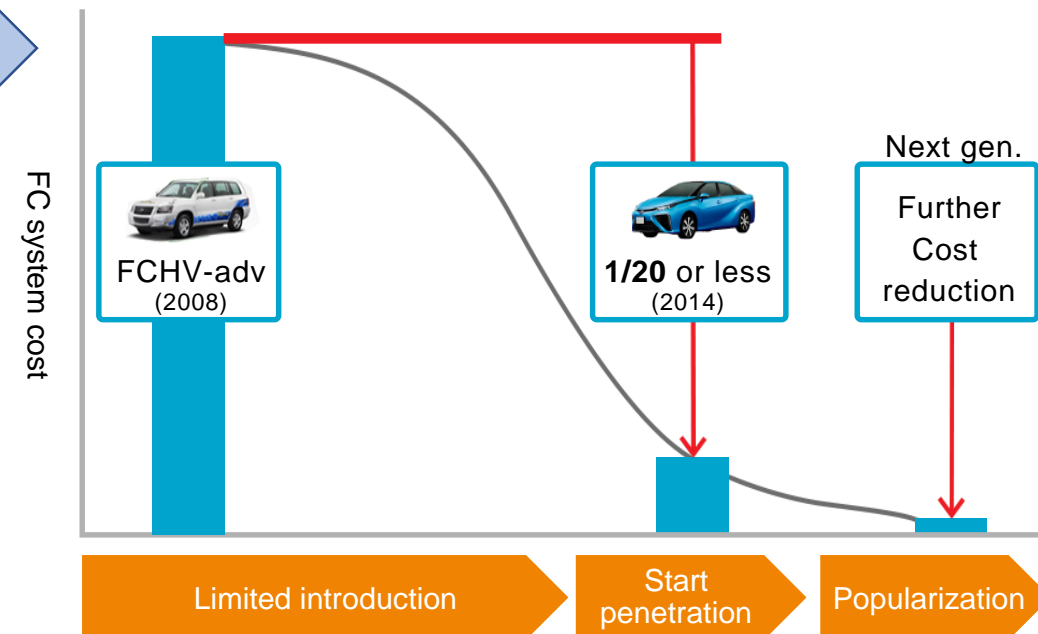 FC system cost
FCHV-adv
(2008)
1/20 or less
(2014)
Next gen.
Further
Cost
reduction
Limited introduction
Start
penetration
Popularization